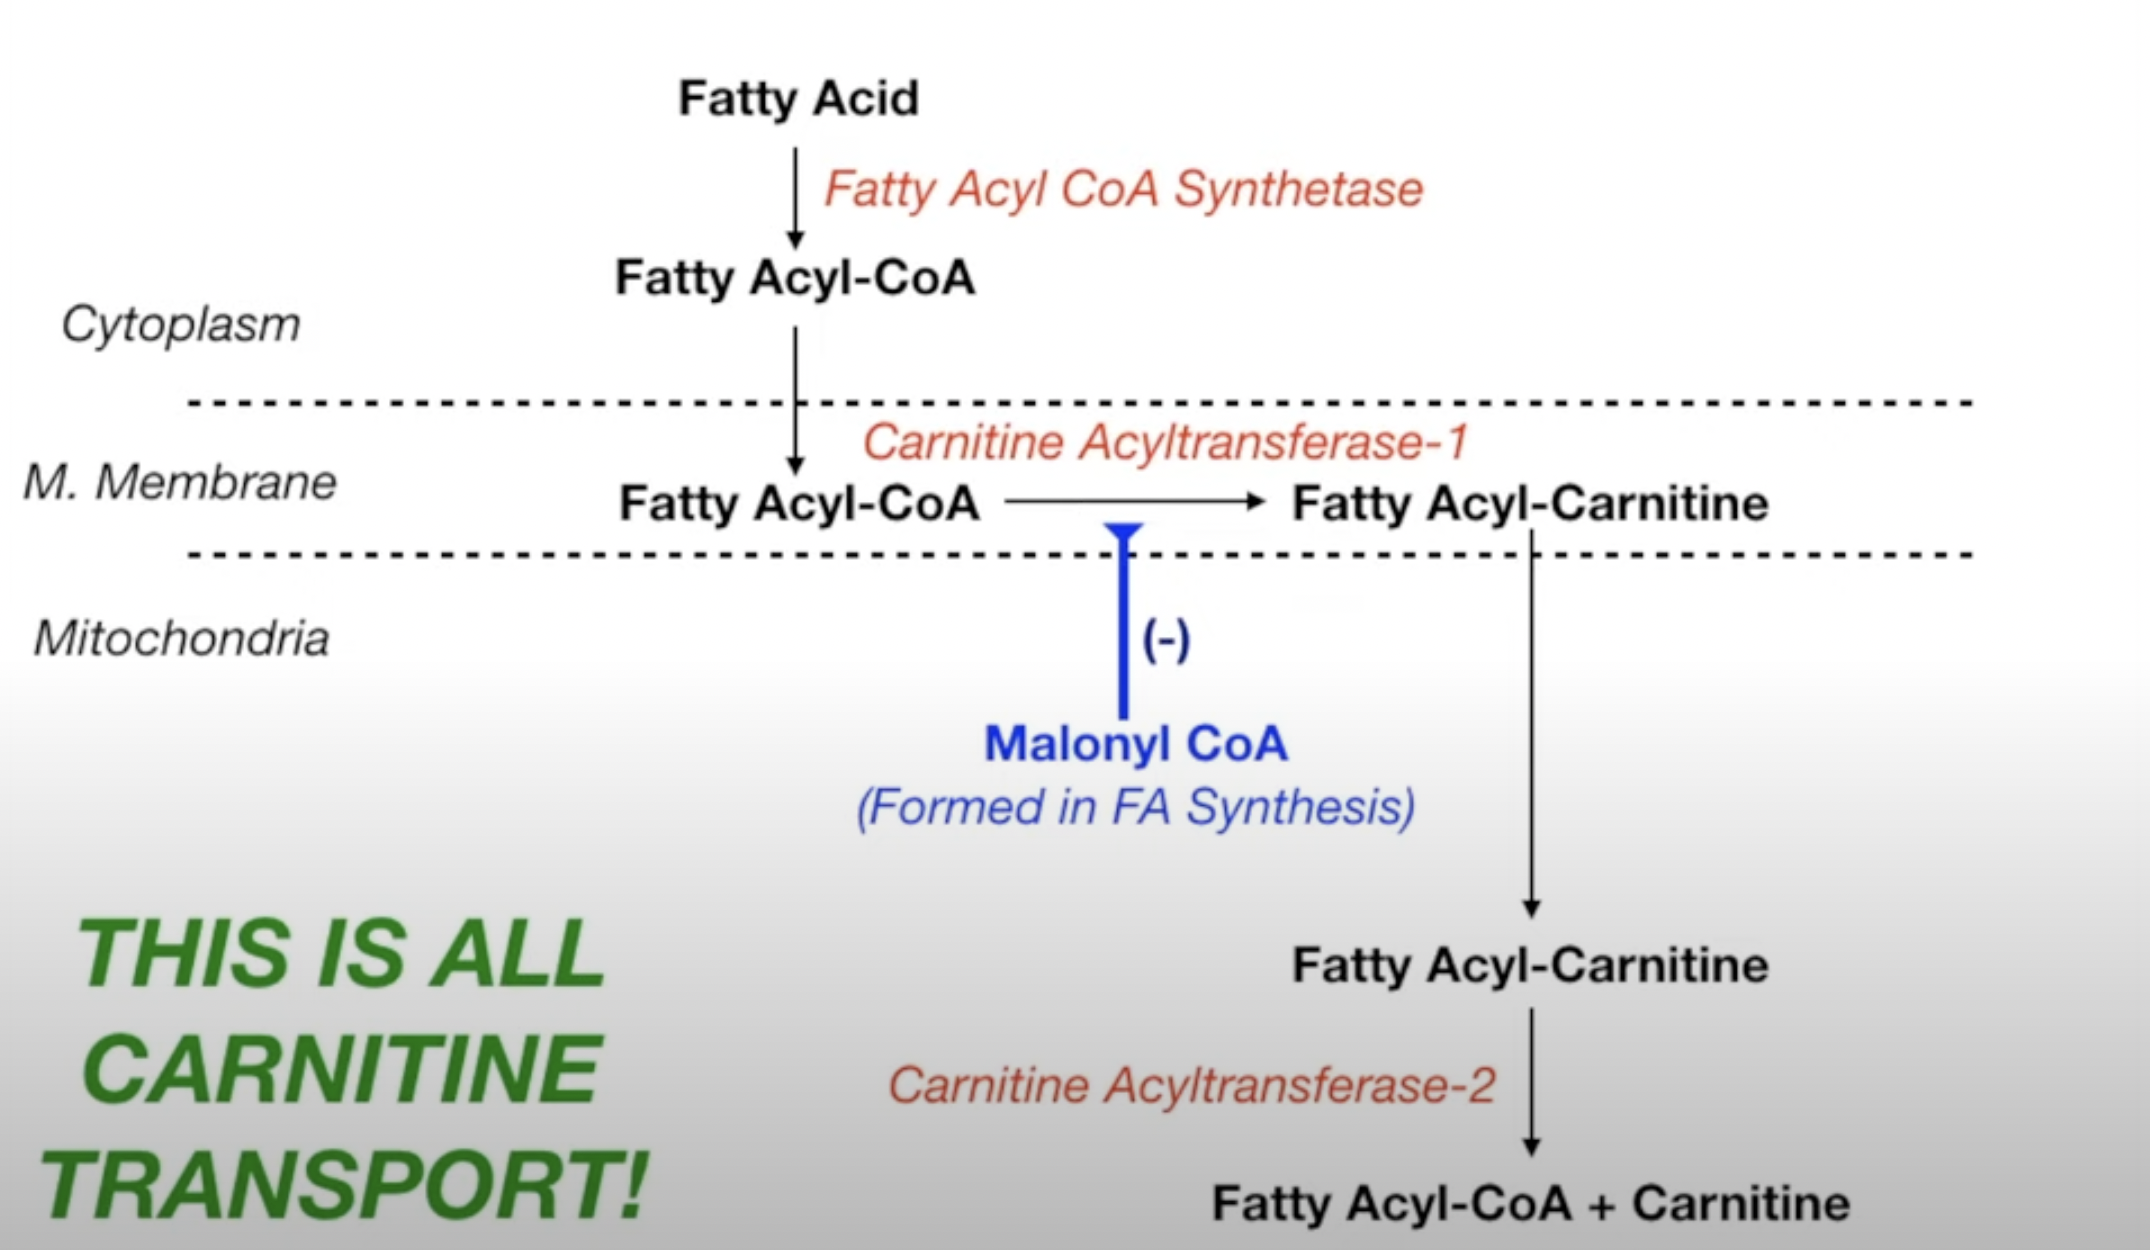 Fatty Acid
Fatty Acyl CoA Synthetase
Fatty Acyl-CoA
Cytoplasm
Carnitine Acyltransferase-1
M. Membrane
Fatty Acyl-CoA
Fatty Acyl-Carnitine
Mitochondria
(-)
Malonyl CoA
(Formed in FA Synthesis)
THIS IS ALL
CARNITINE
TRANSPORT!
Fatty Acyl-Carnitine
Carnitine Acyltransferase-2
Fatty Acyl-CoA + Carnitine